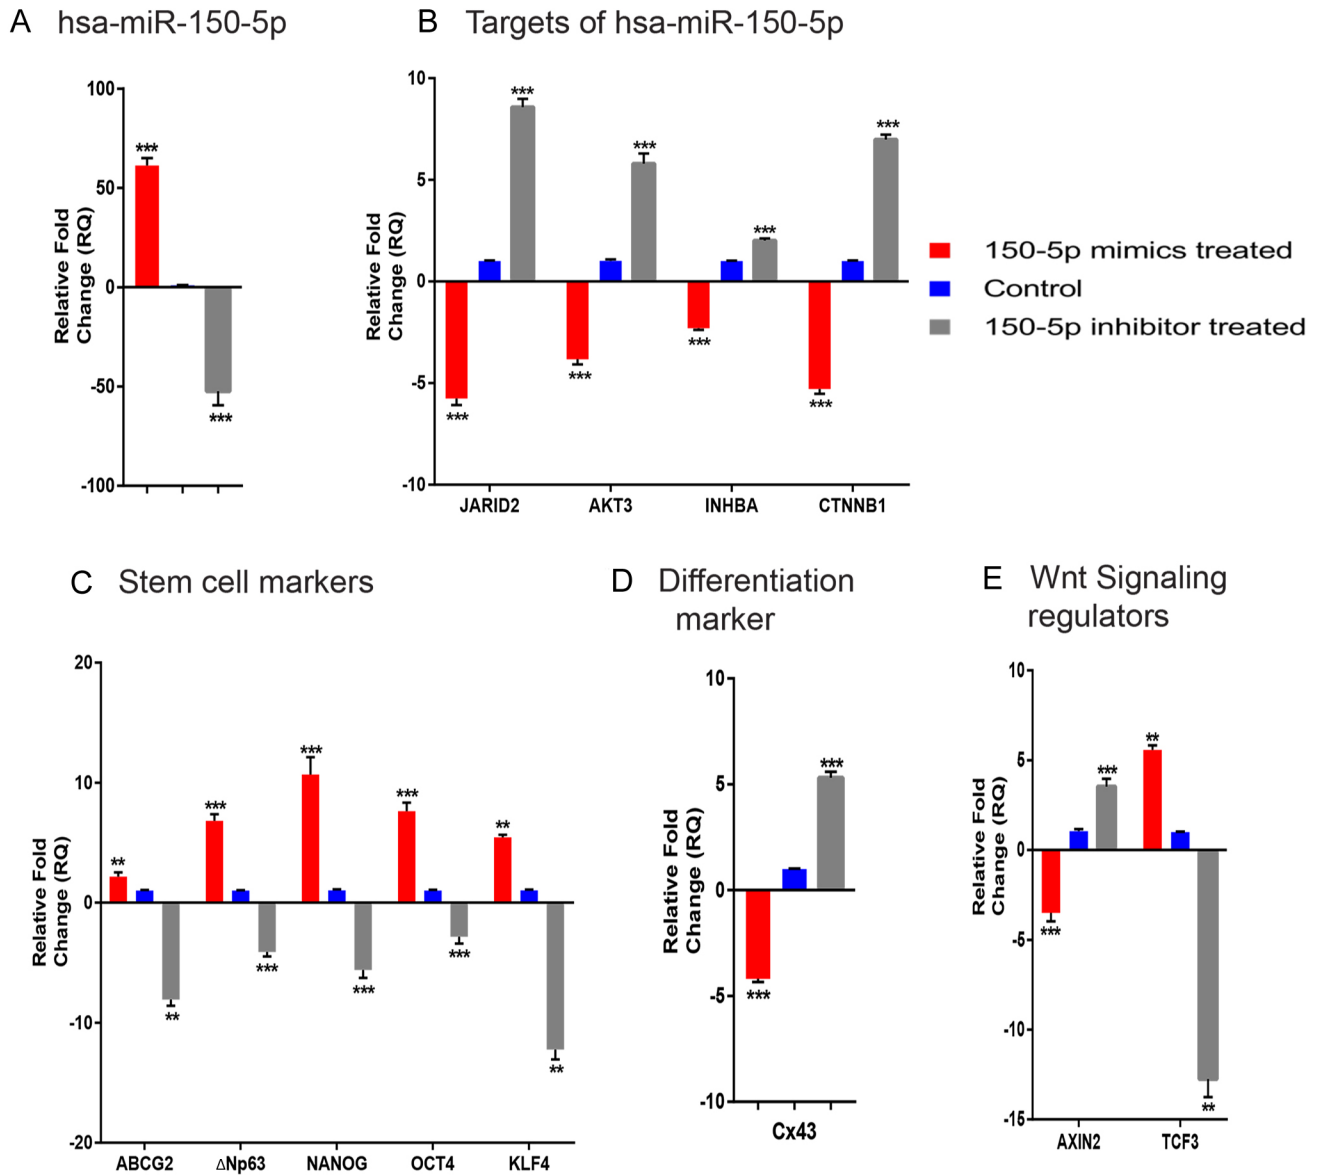 A hsa-miR-150-5p
100
50
0
-50
-100
Relative Fold
Change (RQ)
***
***
B Targets of hsa-miR-150-5p
10
5
0
-5
-10
Relative Fold
Change (RQ)
***
***
***
***
***
***
***
***
JARID2 AKT3 INHBA CTNNB1
150-5p mimics treated
Control
150-5p inhibitor treated
C Stem cell markers
20
10
0
-10
-20
Relative Fold
Change (RQ)
**
***
***
***
**
**
***
***
***
**
ABCG2 ΔNp63 NANOG OCT4 KLF4
D Differentiation
marker
10
5
0
-5
-10
Relative Fold
Change (RQ)
***
***
Cx43
E Wnt Signaling
regulators
10
5
0
-5
-10
-15
Relative Fold
Change (RQ)
**
***
***
**
AXIN2 TCF3